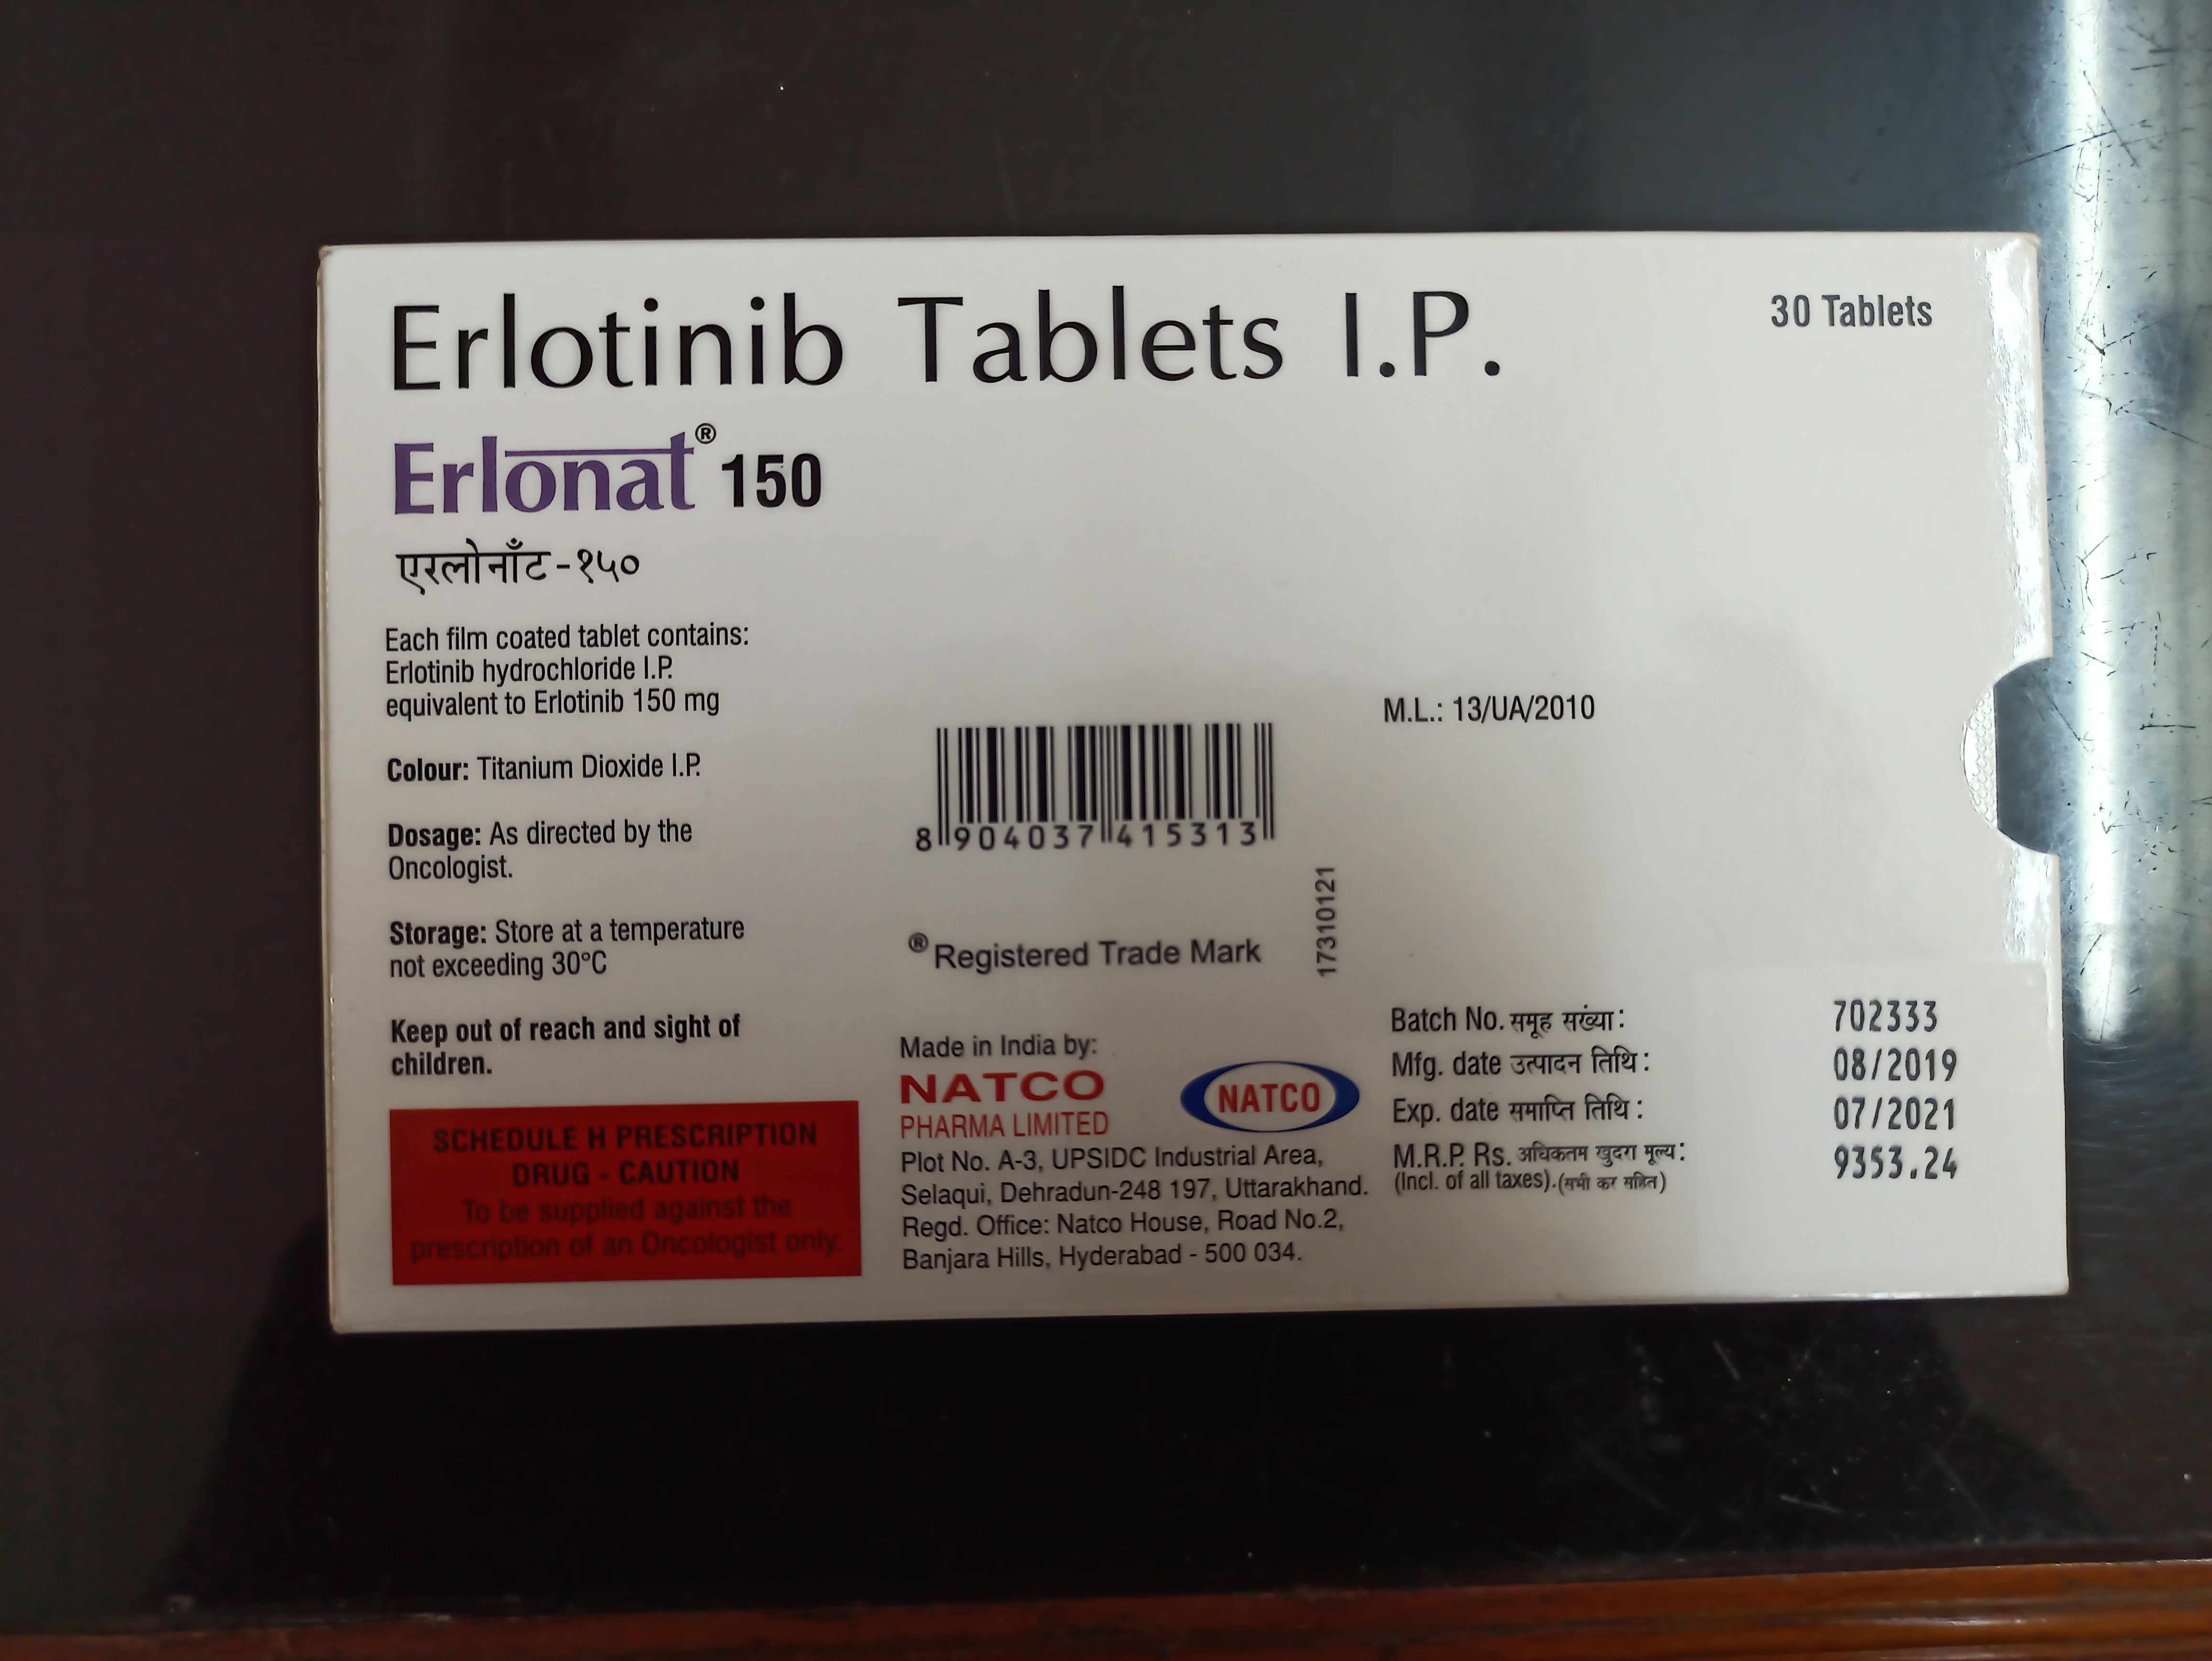 Erlotinib Tablets I.P.
30 Tablets
Erlonat® 150
एरलोनाँट-१५०
Each film coated tablet contains:
Erlotinib hydrochloride I.P.
equivalent to Erlotinib 150 mg
Colour: Titanium Dioxide I.P.
Dosage: As directed by the
Oncologist.
Storage: Store at a temperature
not exceeding 30°C
Keep out of reach and sight of
children.
SCHEDULE H PRESCRIPTION
DRUG - CAUTION
To be supplied against the
prescription of an Oncologist only.
8 904037 415313
® Registered Trade Mark
17310121
Made in India by:
NATCO
PHARMA LIMITED
NATCO
Plot No. A-3, UPSIDC Industrial Area,
Selaqui, Dehradun-248 197, Uttarakhand.
Regd. Office: Natco House, Road No.2,
Banjara Hills, Hyderabad - 500 034.
M.L.: 13/UA/2010
Batch No. समूह सख्ंया: 702333
Mfg. date उत्पादन तिथि: 08/2019
Exp. date समाप्ति तिथि: 07/2021
M.R.P. Rs. अधिकतम खुदरा मूल्य: 9353.24
(Incl. of all taxes).(सभी कर सहित)